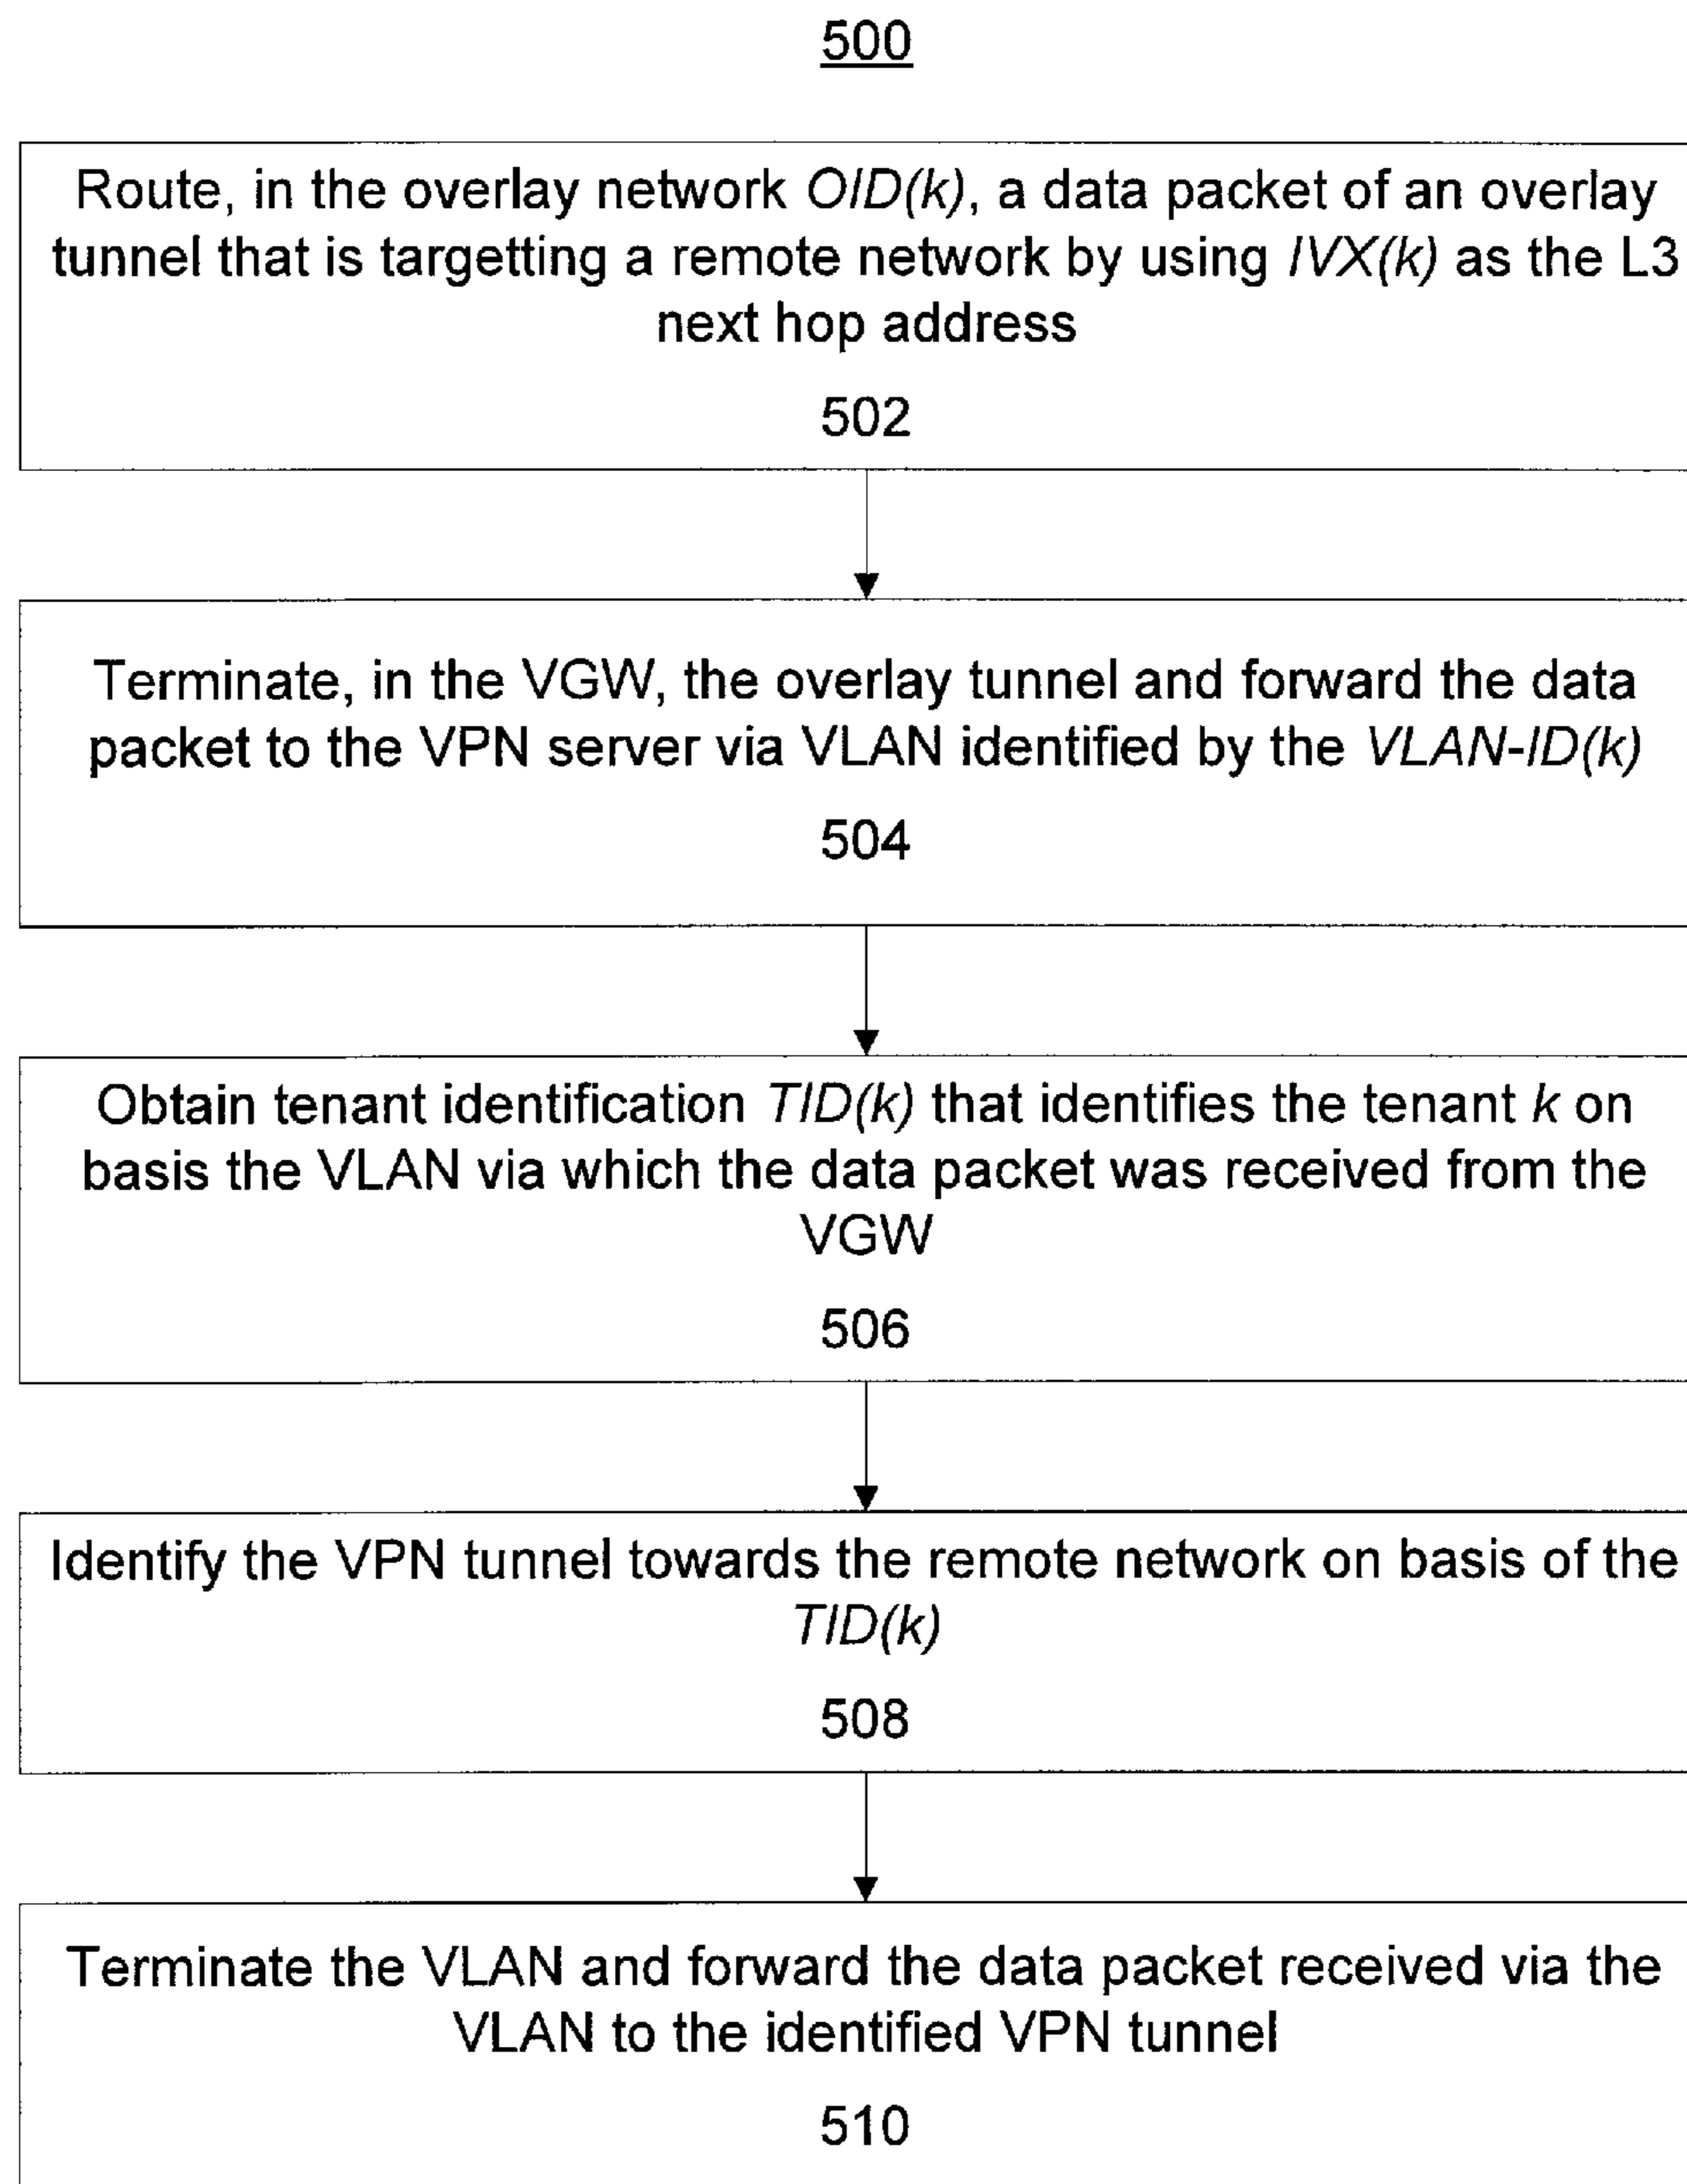 500
Route, in the overlay network OID(k), a data packet of an overlay
tunnel that is targetting a remote network by using IVX(k) as the L3
next hop address
502
Terminate, in the VGW, the overlay tunnel and forward the data
packet to the VPN server via VLAN identified by the VLAN-ID(k)
504
Obtain tenant identification TID(k) that identifies the tenant k on
basis the VLAN via which the data packet was received from the
VGW
506
Identify the VPN tunnel towards the remote network on basis of the
TID(k)
508
Terminate the VLAN and forward the data packet received via the
VLAN to the identified VPN tunnel
510